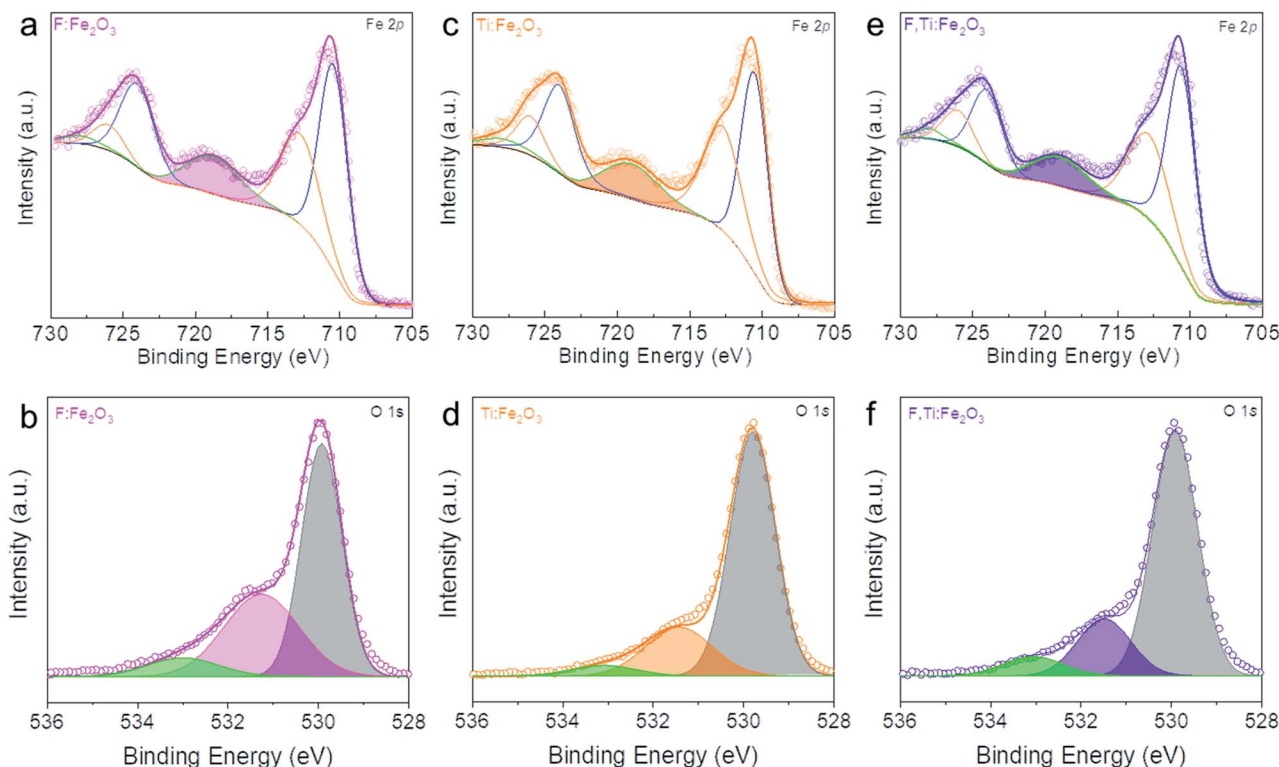 a
F:Fe₂O₃
Fe 2p
Intensity (a.u.)
730 725 720 715 710 705
Binding Energy (eV)
c
Ti:Fe₂O₃
Fe 2p
Intensity (a.u.)
730 725 720 715 710 705
Binding Energy (eV)
e
F,Ti:Fe₂O₃
Fe 2p
Intensity (a.u.)
730 725 720 715 710 705
Binding Energy (eV)
b
F:Fe₂O₃
O 1s
Intensity (a.u.)
536 534 532 530 528
Binding Energy (eV)
d
Ti:Fe₂O₃
O 1s
Intensity (a.u.)
536 534 532 530 528
Binding Energy (eV)
f
F,Ti:Fe₂O₃
O 1s
Intensity (a.u.)
536 534 532 530 528
Binding Energy (eV)